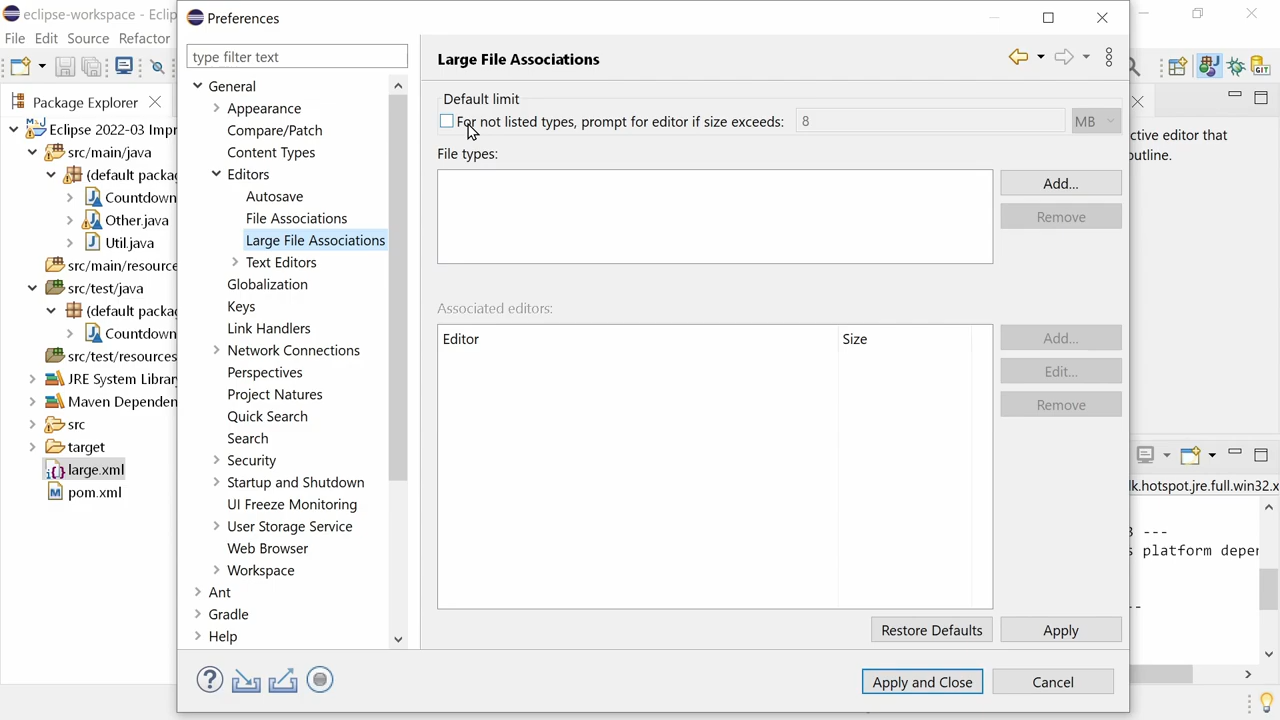 eclipse-workspace - Eclip
File Edit Source Refactor
Package Explorer
Eclipse 2022-03 Impr
src/main/java
(default packag
Countdown
Other.java
Util.java
src/main/resource
src/test/java
(default packag
Countdown
src/test/resources
JRE System Library
Maven Dependen
src
target
large.xml
pom.xml
Preferences
type filter text
General
Appearance
Compare/Patch
Content Types
Editors
Autosave
File Associations
Large File Associations
Text Editors
Globalization
Keys
Link Handlers
Network Connections
Perspectives
Project Natures
Quick Search
Search
Security
Startup and Shutdown
UI Freeze Monitoring
User Storage Service
Web Browser
Workspace
Ant
Gradle
Help
Large File Associations
Default limit
For not listed types, prompt for editor if size exceeds: 8 MB
File types:
Add...
Remove
Associated editors:
Editor Size
Add...
Edit...
Remove
Restore Defaults Apply
Apply and Close Cancel
GIT
ctive editor that
outline.
lk.hotspot.jre.full.win32.x
---
s platform deper
--